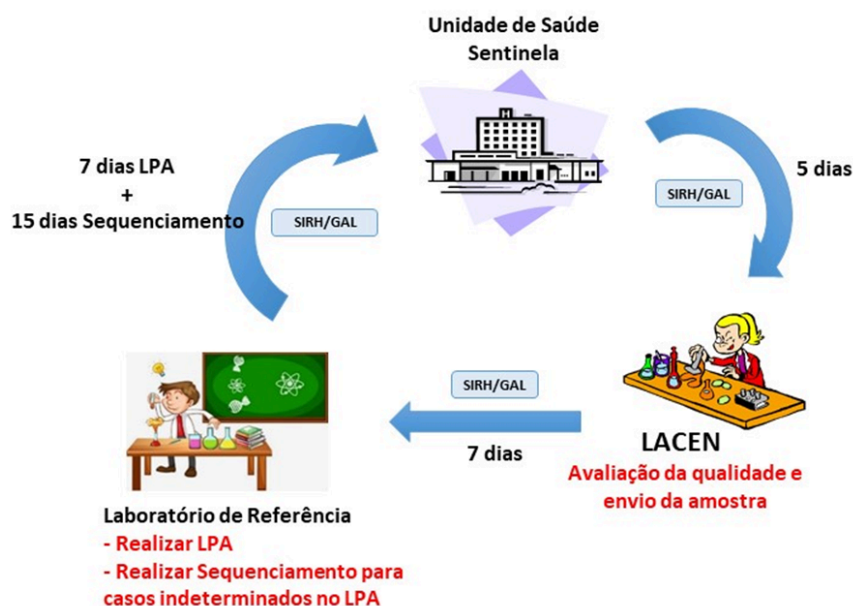 Unidade de Saúde
Sentinela
7 dias LPA
+
15 dias Sequenciamento
SIRH/GAL
SIRH/GAL
5 dias
SIRH/GAL
7 dias
LACEN
Avaliação da qualidade e
envio da amostra
Laboratório de Referência
- Realizar LPA
- Realizar Sequenciamento para
casos indeterminados no LPA
H